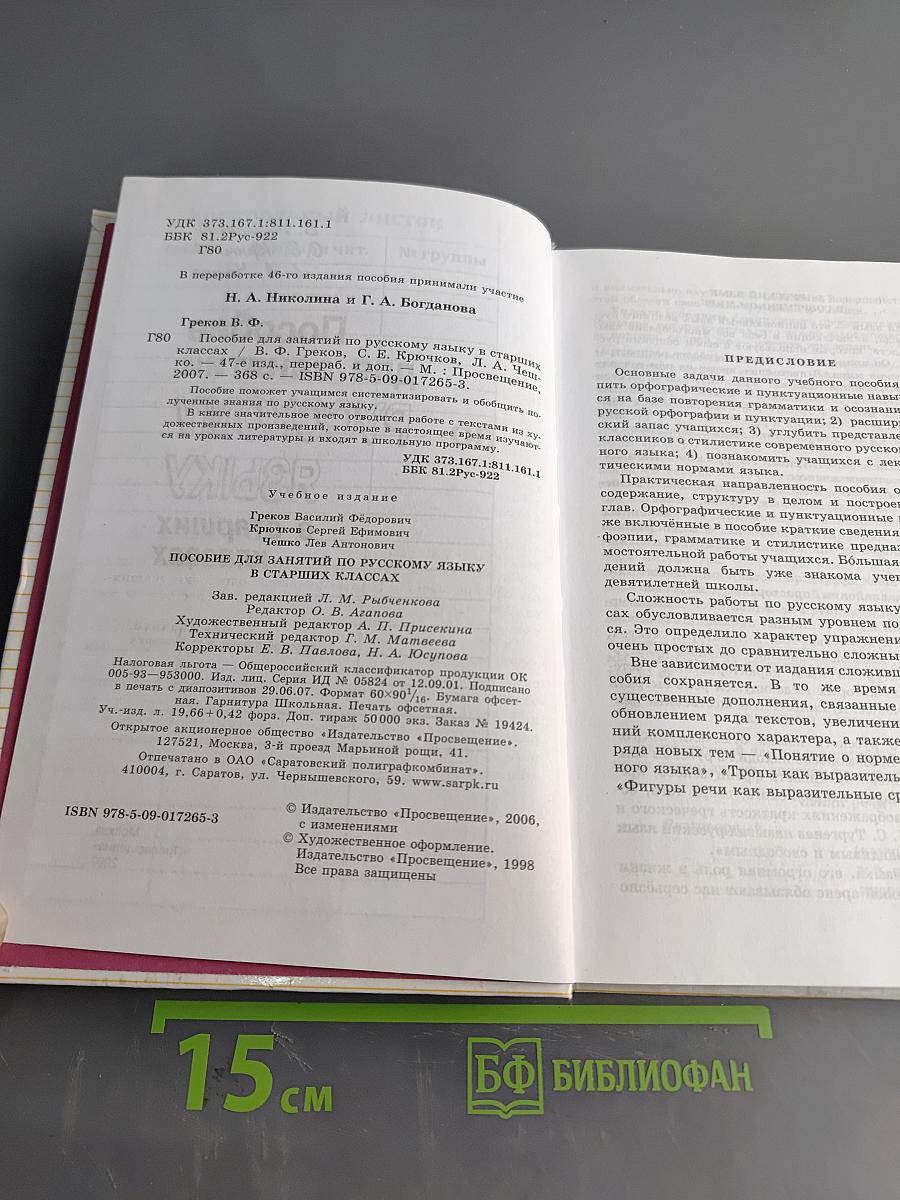 УДК 373.167.1:811.161.1
ББК 81.2Рус-922
Г80
В переработке 46-го издания пособия принимали участие
Н. А. Николина и Г. А. Богданова
Греков В. Ф.
Г80 Пособие для занятий по русскому языку в старших
классах / В. Ф. Греков, С. Е. Крючков, Л. А. Чеш-
ко. — 47-е изд., перераб. и доп. — М. : Просвещение,
2007. — 368 с. — ISBN 978-5-09-017265-3.
Пособие поможет учащимся систематизировать и обобщить по-
лученные знания по русскому языку.
В книге значительное место отводится работе с текстами из ху-
дожественных произведений, которые в настоящее время изучают-
ся на уроках литературы и входят в школьную программу.
УДК 373.167.1:811.161.1
ББК 81.2Рус-922
Учебное издание
Греков Василий Фёдорович
Крючков Сергей Ефимович
Чешко Лев Антонович
ПОСОБИЕ ДЛЯ ЗАНЯТИЙ ПО РУССКОМУ ЯЗЫКУ
В СТАРШИХ КЛАССАХ
Зав. редакцией Л. М. Рыбченкова
Редактор О. В. Агапова
Художественный редактор А. П. Присекина
Технический редактор Г. М. Матвеева
Корректоры Е. В. Павлова, Н. А. Юсупова
Налоговая льгота — Общероссийский классификатор продукции ОК
005-93—953000. Изд. лиц. Серия ИД № 05824 от 12.09.01. Подписано
в печать с диапозитивов 29.06.07. Формат 60×90 1/16. Бумага офсет-
ная. Гарнитура Школьная. Печать офсетная.
Уч.-изд. л. 19,66+0,42 форз. Доп. тираж 50 000 экз. Заказ № 19424.
Открытое акционерное общество «Издательство «Просвещение».
127521, Москва, 3-й проезд Марьиной рощи, 41.
Отпечатано в ОАО «Саратовский полиграфкомбинат».
410004, г. Саратов, ул. Чернышевского, 59. www.sarpk.ru
ISBN 978-5-09-017265-3
© Издательство «Просвещение», 2006,
с изменениями
© Художественное оформление.
Издательство «Просвещение», 1998
Все права защищены
ПРЕДИСЛОВИЕ
Основные задачи данного учебного пособия
пить орфографические и пунктуационные навы
ся на базе повторения грамматики и осознани
русской орфографии и пунктуации; 2) расшир
ский запас учащихся; 3) углубить представле
классников о стилистике современного русско
ного языка; 4) познакомить учащихся с лек
тическими нормами языка.
Практическая направленность пособия о
содержание, структуру в целом и построен
глав. Орфографические и пунктуационные
же включённые в пособие краткие сведения
фоэпии, грамматике и стилистике предназ
мостоятельной работы учащихся. Бо́льшая
дений должна быть уже знакома учен
девятилетней школы.
Сложность работы по русскому языку
сах обусловливается разным уровнем по
ся. Это определило характер упражнени
очень простых до сравнительно сложны
Вне зависимости от издания сложивш
собия сохраняется. В то же время
существенные дополнения, связанные
обновлением ряда текстов, увеличени
ний комплексного характера, а также
ряда новых тем — «Понятие о норме
ного языка», «Тропы как выразитель
«Фигуры речи как выразительные ср
15 см
БФ БИБЛИОФАН